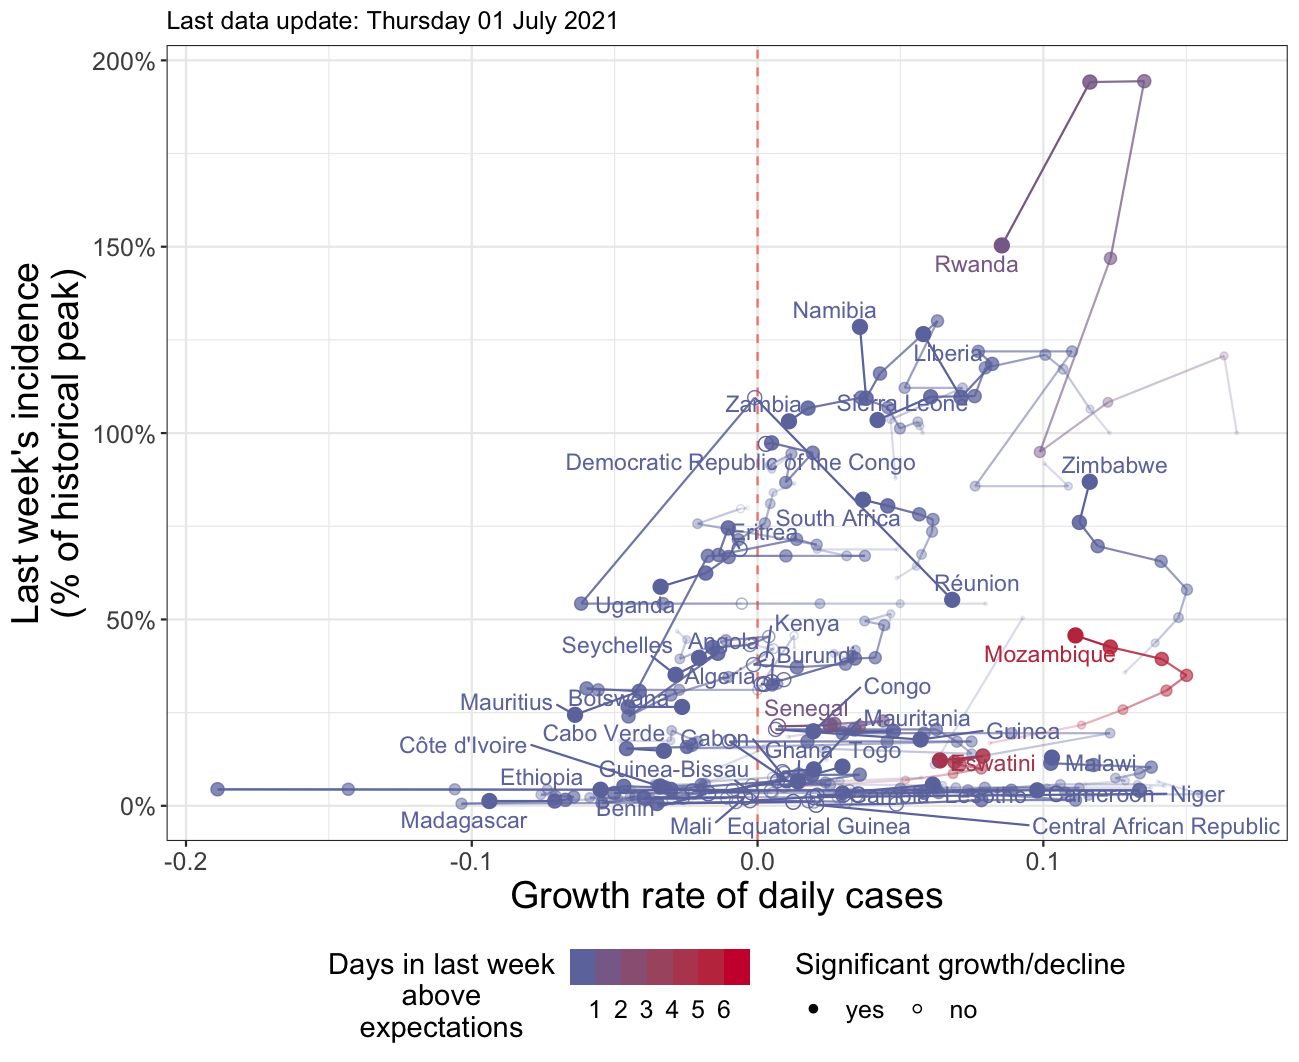 Last data update: Thursday 01 July 2021
200%
150%
100%
50%
0%
Last week's incidence
(% of historical peak)
Rwanda
Namibia
Liberia
Zambia
Sierra Leone
Democratic Republic of the Congo
Zimbabwe
South Africa
Eritrea
Réunion
Uganda
Kenya
Seychelles
Angola
Burundi
Mozambique
Algeria
Congo
Mauritius
Botswana
Senegal
Mauritania
Cabo Verde
Gabon
Guinea
Côte d'Ivoire
Ghana
Togo
Eswatini
Malawi
Guinea-Bissau
Ethiopia
Gambia
Lesotho
Cameroon
Niger
Benin
Madagascar
Mali
Equatorial Guinea
Central African Republic
-0.2
-0.1
0.0
0.1
Growth rate of daily cases
Days in last week
above
expectations
1 2 3 4 5 6
Significant growth/decline
yes
no